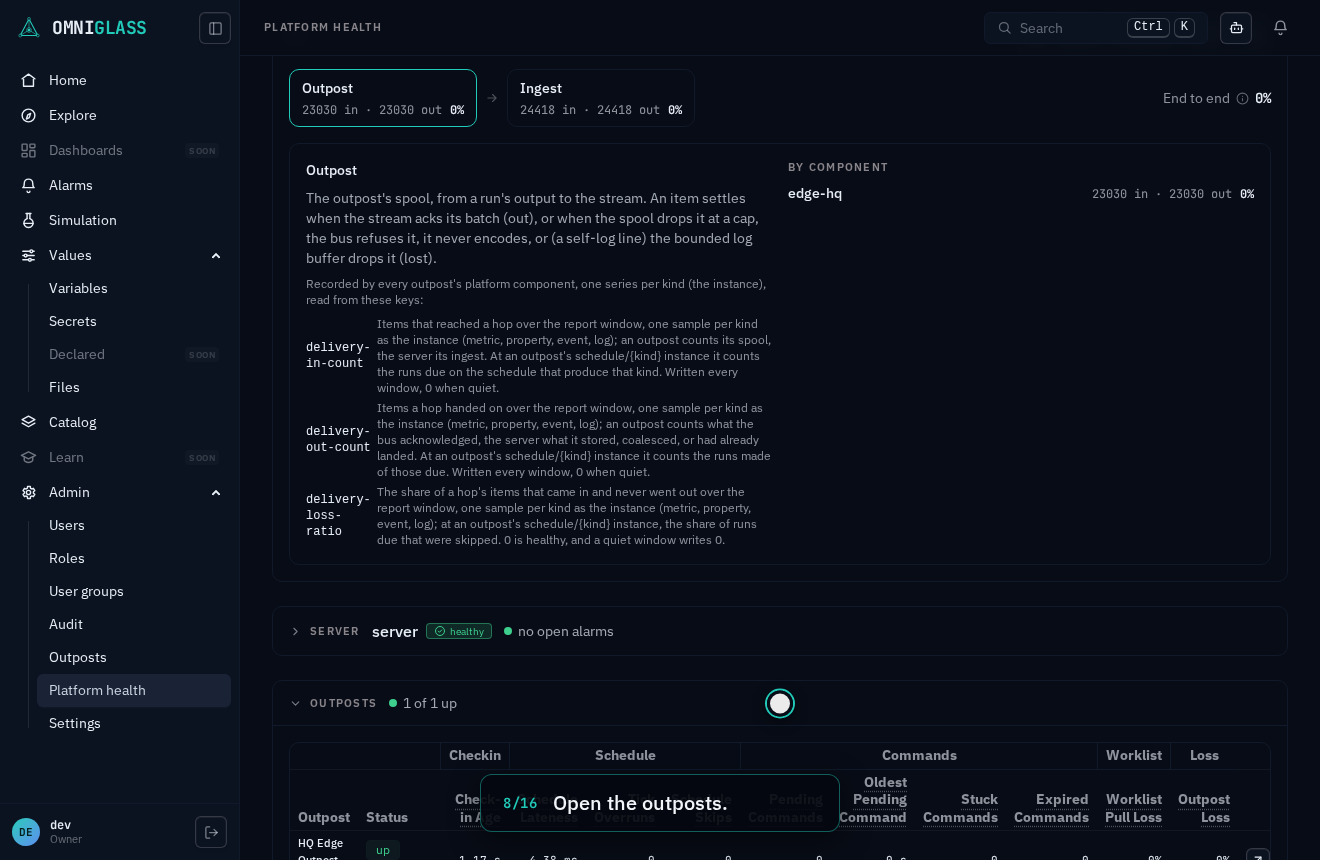 OMNIGLASS
PLATFORM HEALTH
Search
Ctrl K
Home
Explore
Dashboards SOON
Alarms
Simulation
Values
Variables
Secrets
Declared SOON
Files
Catalog
Learn SOON
Admin
Users
Roles
User groups
Audit
Outposts
Platform health
Settings
DE
dev
Owner
Outpost
23030 in · 23030 out 0%
Ingest
24418 in · 24418 out 0%
End to end 0%
Outpost
The outpost's spool, from a run's output to the stream. An item settles
when the stream acks its batch (out), or when the spool drops it at a cap,
the bus refuses it, it never encodes, or (a self-log line) the bounded log
buffer drops it (lost).
Recorded by every outpost's platform component, one series per kind (the instance),
read from these keys:
delivery-
in-count
Items that reached a hop over the report window, one sample per kind
as the instance (metric, property, event, log); an outpost counts its spool,
the server its ingest. At an outpost's schedule/{kind} instance it counts
the runs due on the schedule that produce that kind. Written every
window, 0 when quiet.
delivery-
out-count
Items a hop handed on over the report window, one sample per kind as
the instance (metric, property, event, log); an outpost counts what the
bus acknowledged, the server what it stored, coalesced, or had already
landed. At an outpost's schedule/{kind} instance it counts the runs made
of those due. Written every window, 0 when quiet.
delivery-
loss-
ratio
The share of a hop's items that came in and never went out over the
report window, one sample per kind as the instance (metric, property,
event, log); at an outpost's schedule/{kind} instance, the share of runs
due that were skipped. 0 is healthy, and a quiet window writes 0.
BY COMPONENT
edge-hq 23030 in · 23030 out 0%
SERVER server healthy no open alarms
OUTPOSTS 1 of 1 up
Checkin Schedule Commands Worklist Loss
Outpost
Status
Check-
in Age
Lateness
Overruns
Schedule
Skips
Pending
Commands
Oldest
Pending
Command
Stuck
Commands
Expired
Commands
Worklist
Pull Loss
Outpost
Loss
8/16 Open the outposts.
HQ Edge
Outpost
up